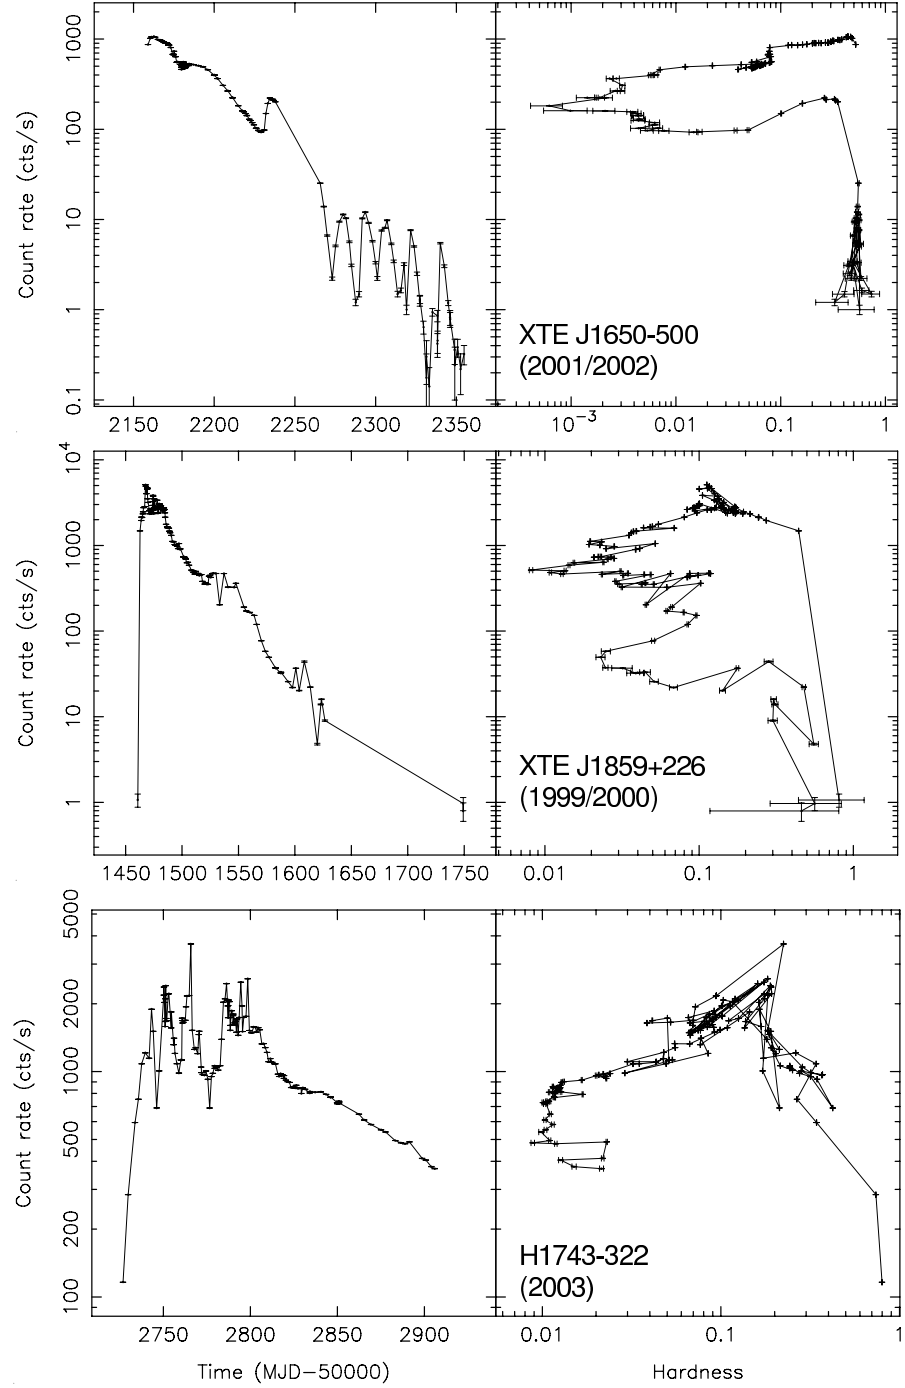 1000
100
10
1
0.1
Count rate (cts/s)
2150 2200 2250 2300 2350
10⁻³ 0.01 0.1 1
XTE J1650-500
(2001/2002)
10⁴
1000
100
10
1
Count rate (cts/s)
1450 1500 1550 1600 1650 1700 1750
0.01 0.1 1
XTE J1859+226
(1999/2000)
5000
2000
1000
500
200
100
Count rate (cts/s)
2750 2800 2850 2900
0.01 0.1 1
H1743-322
(2003)
Time (MJD−50000)
Hardness